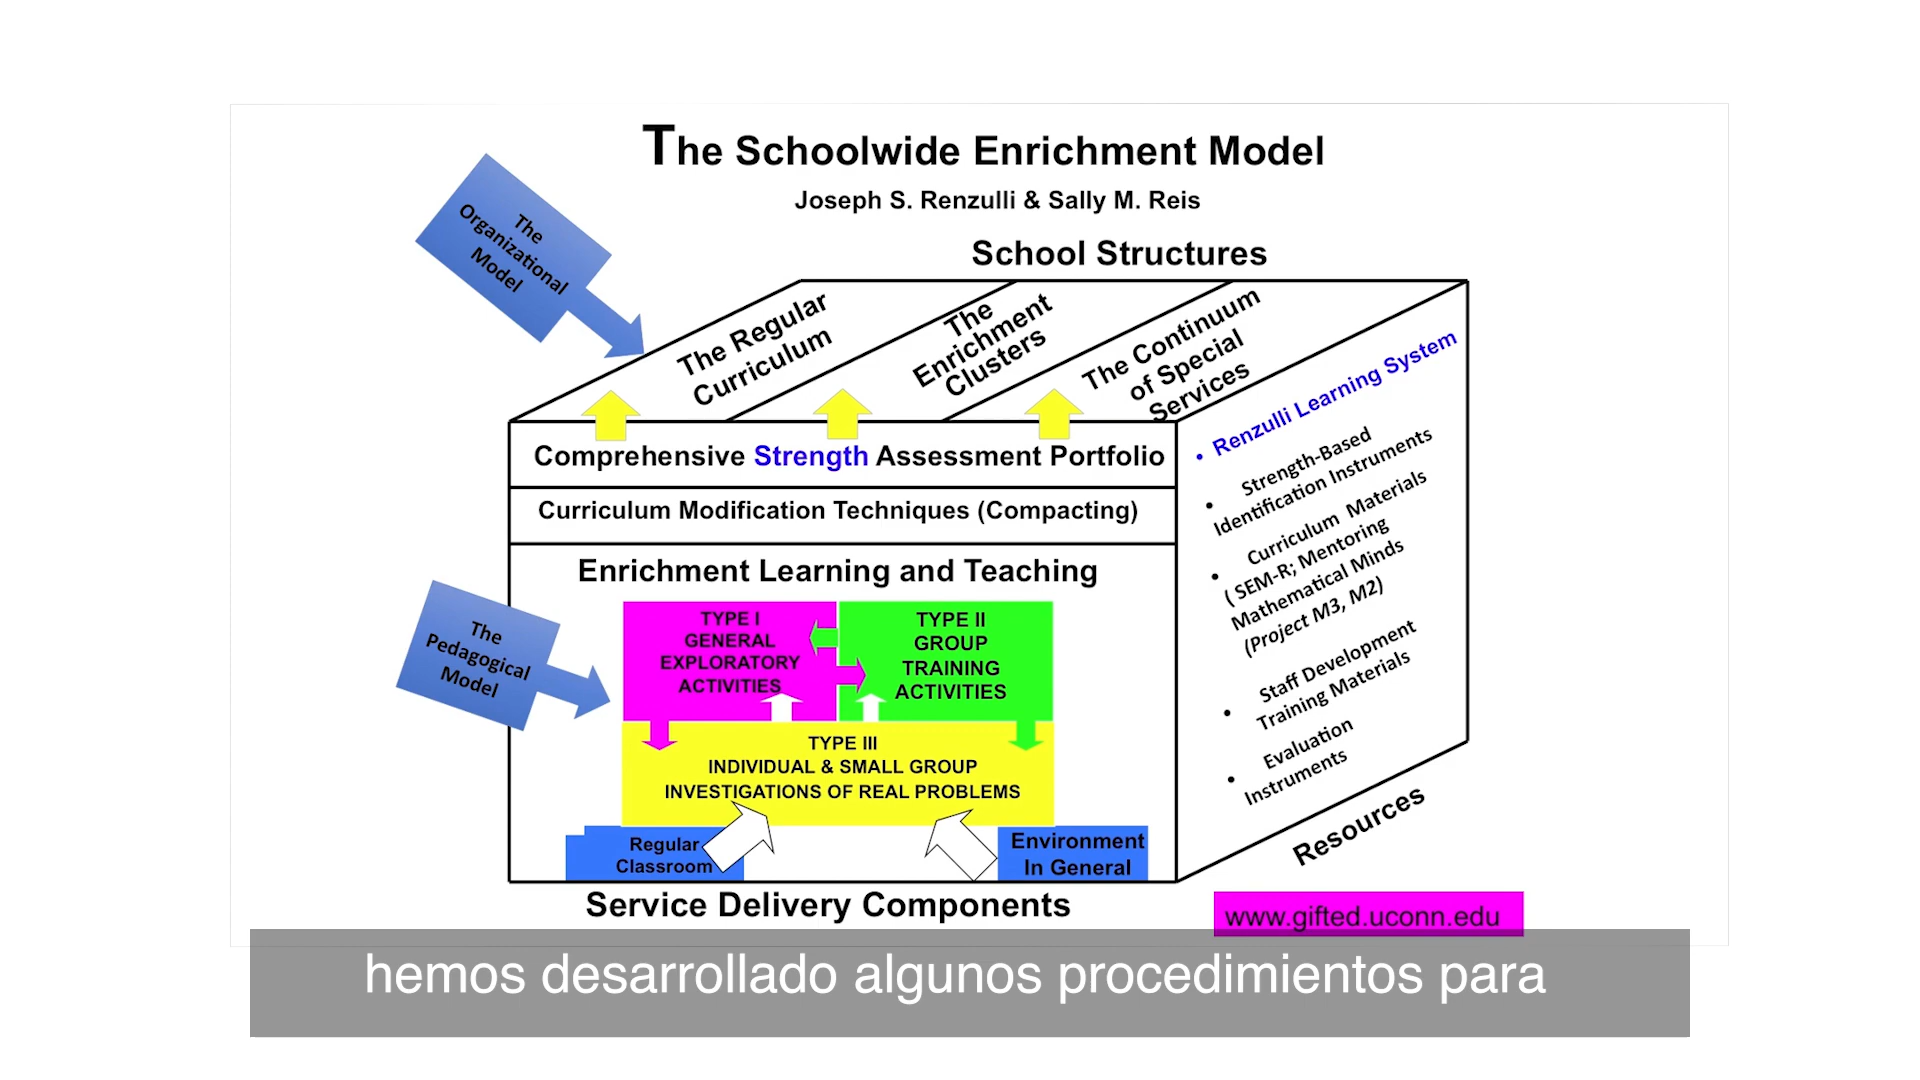 The Schoolwide Enrichment Model
Joseph S. Renzulli & Sally M. Reis
School Structures
The
Organizational
Model
The Regular
Curriculum
The
Enrichment
Clusters
The Continuum
of Special
Services
Comprehensive Strength Assessment Portfolio
Curriculum Modification Techniques (Compacting)
Enrichment Learning and Teaching
The
Pedagogical
Model
TYPE I
GENERAL
EXPLORATORY
ACTIVITIES
TYPE II
GROUP
TRAINING
ACTIVITIES
TYPE III
INDIVIDUAL & SMALL GROUP
INVESTIGATIONS OF REAL PROBLEMS
Regular
Classroom
Environment
In General
Service Delivery Components
• Renzulli Learning System
• Strength-Based
Identification Instruments
• Curriculum Materials
( SEM-R; Mentoring
Mathematical Minds
(Project M3, M2)
• Staff Development
Training Materials
• Evaluation
Instruments
Resources
www.gifted.uconn.edu
hemos desarrollado algunos procedimientos para